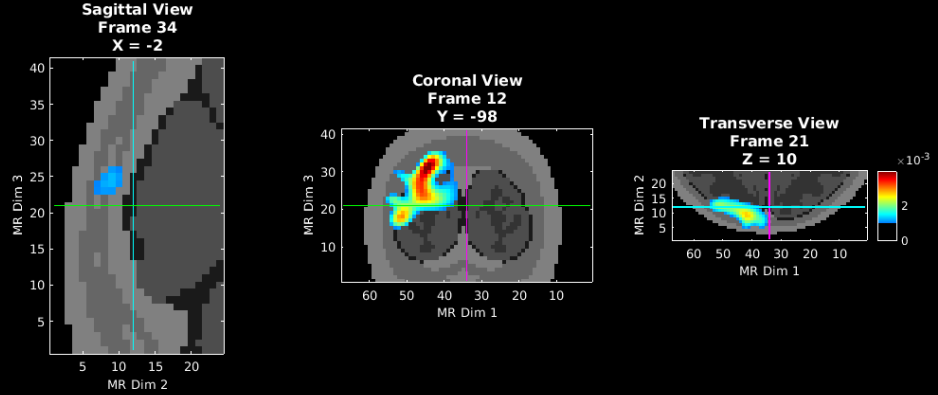 Sagittal View
Frame 34
X = -2
40
35
30
25
20
15
10
5
MR Dim 3
5 10 15 20
MR Dim 2
Coronal View
Frame 12
Y = -98
40
30
20
10
MR Dim 3
60 50 40 30 20 10
MR Dim 1
Transverse View
Frame 21
Z = 10
20
15
10
5
MR Dim 2
60 50 40 30 20 10
MR Dim 1
×10⁻³
2
0